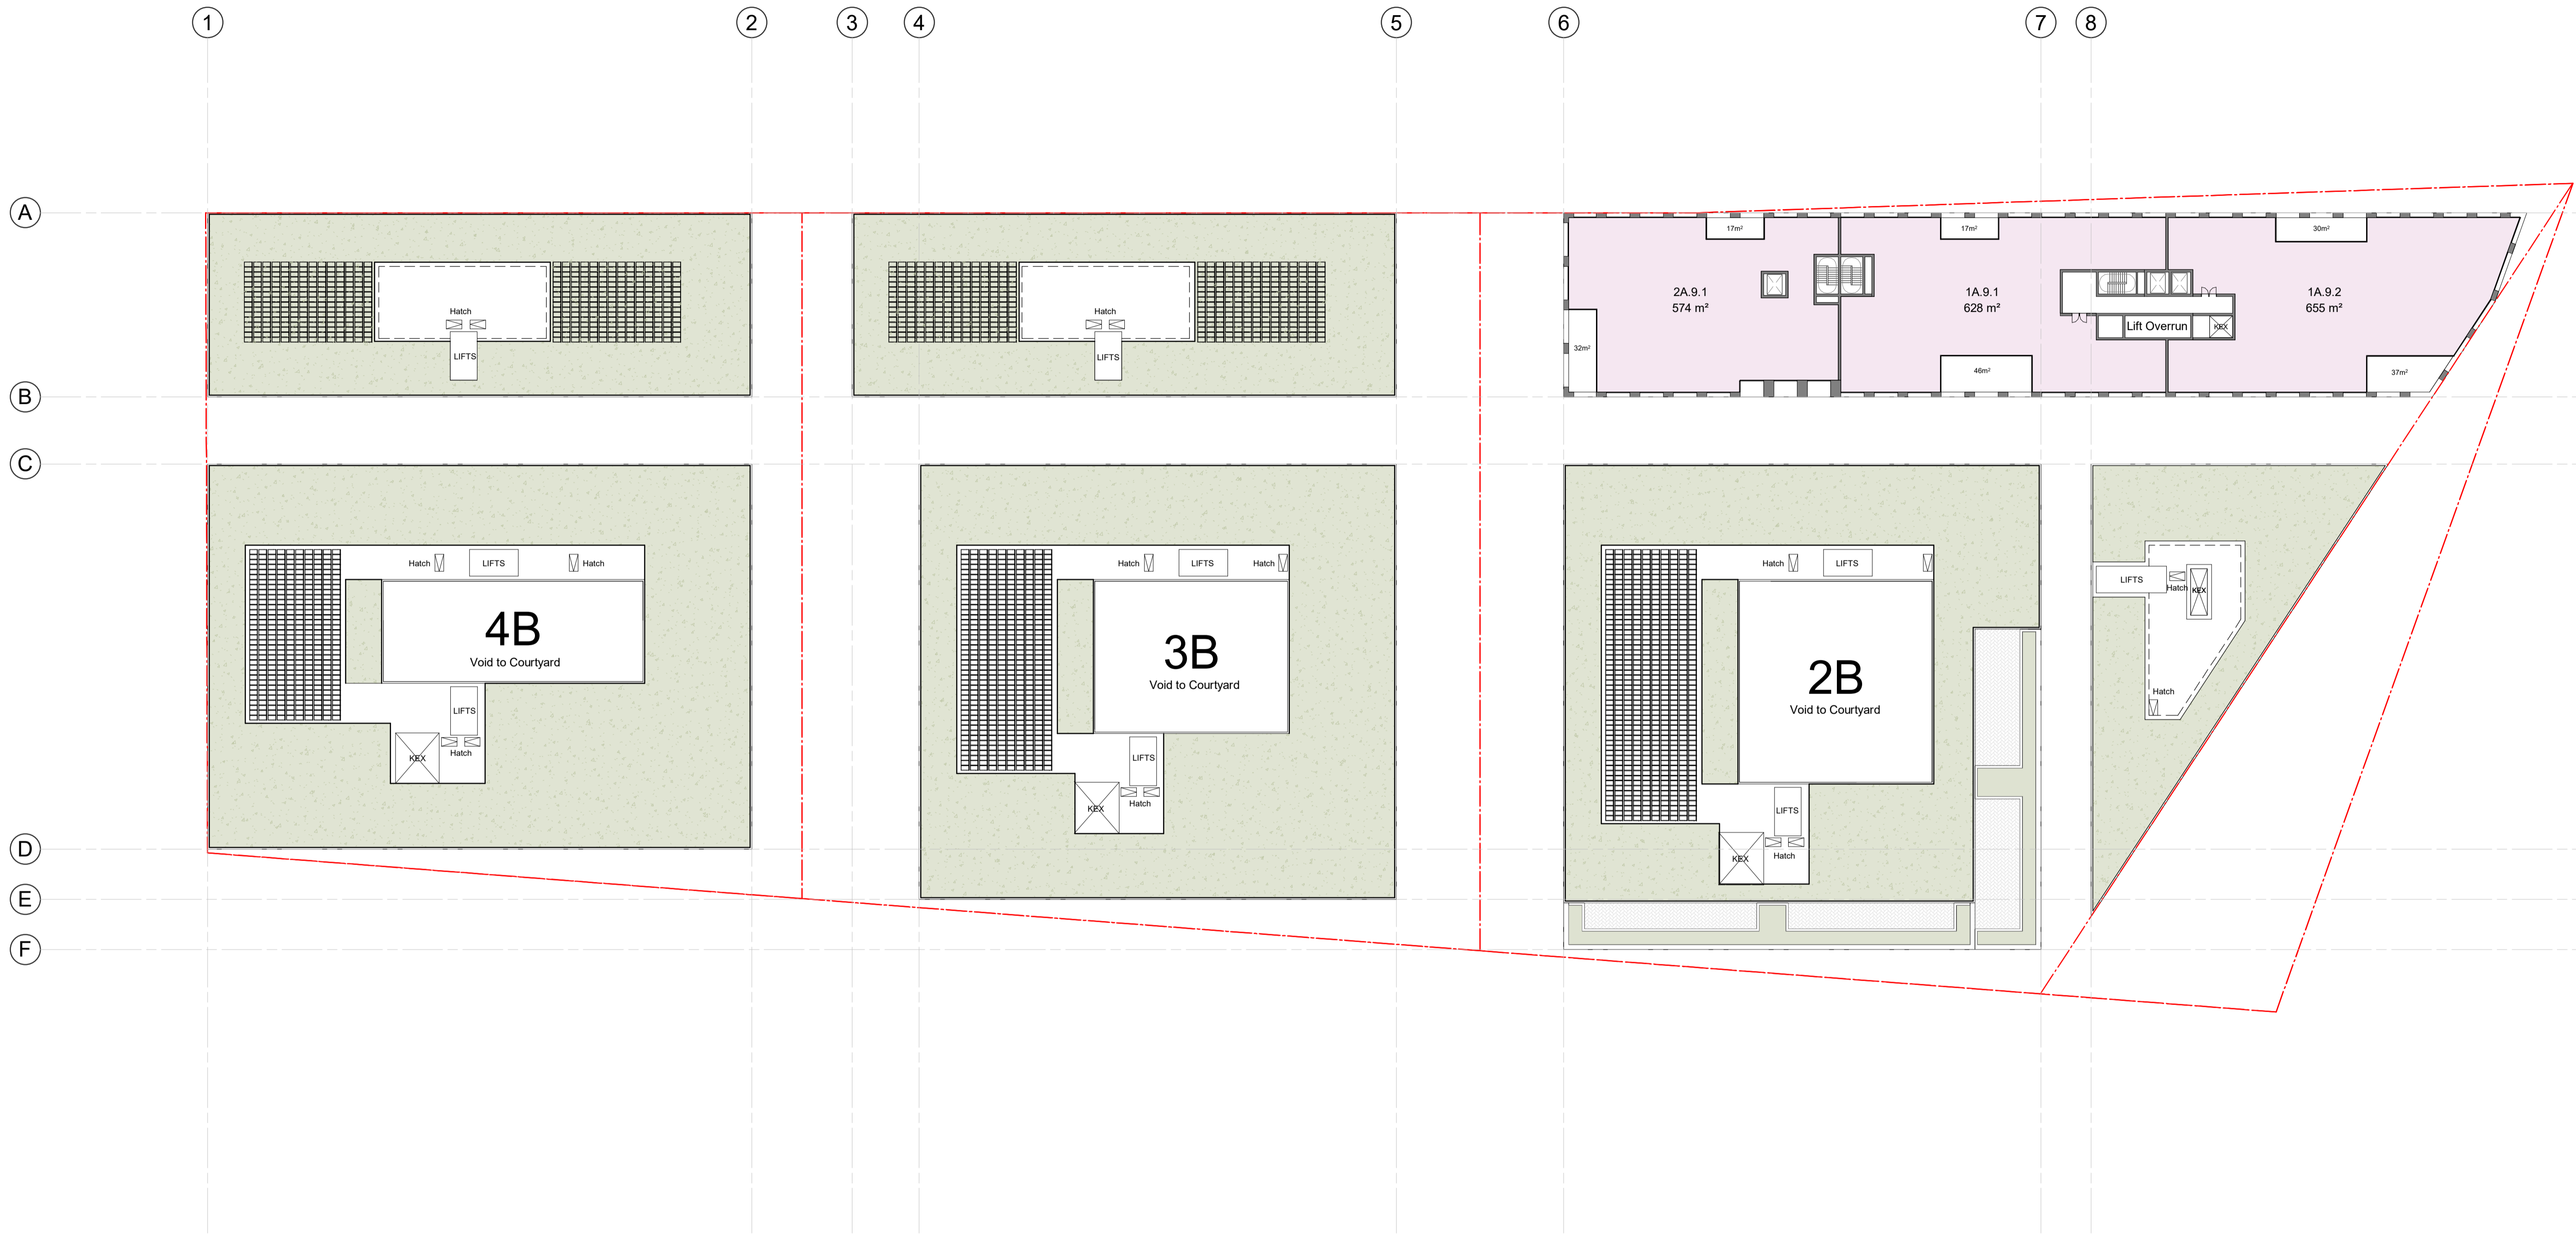 1
2
3
4
5
6
7
8
A
B
C
D
E
F
Hatch
LIFTS
Hatch
LIFTS
17m²
17m²
30m²
2A.9.1
574 m²
1A.9.1
628 m²
1A.9.2
655 m²
Lift Overrun
KEX
32m²
46m²
37m²
Hatch
LIFTS
Hatch
4B
Void to Courtyard
LIFTS
KEX
Hatch
Hatch
LIFTS
Hatch
3B
Void to Courtyard
LIFTS
KEX
Hatch
Hatch
LIFTS
2B
Void to Courtyard
LIFTS
KEX
Hatch
LIFTS
Hatch
KEX
Hatch